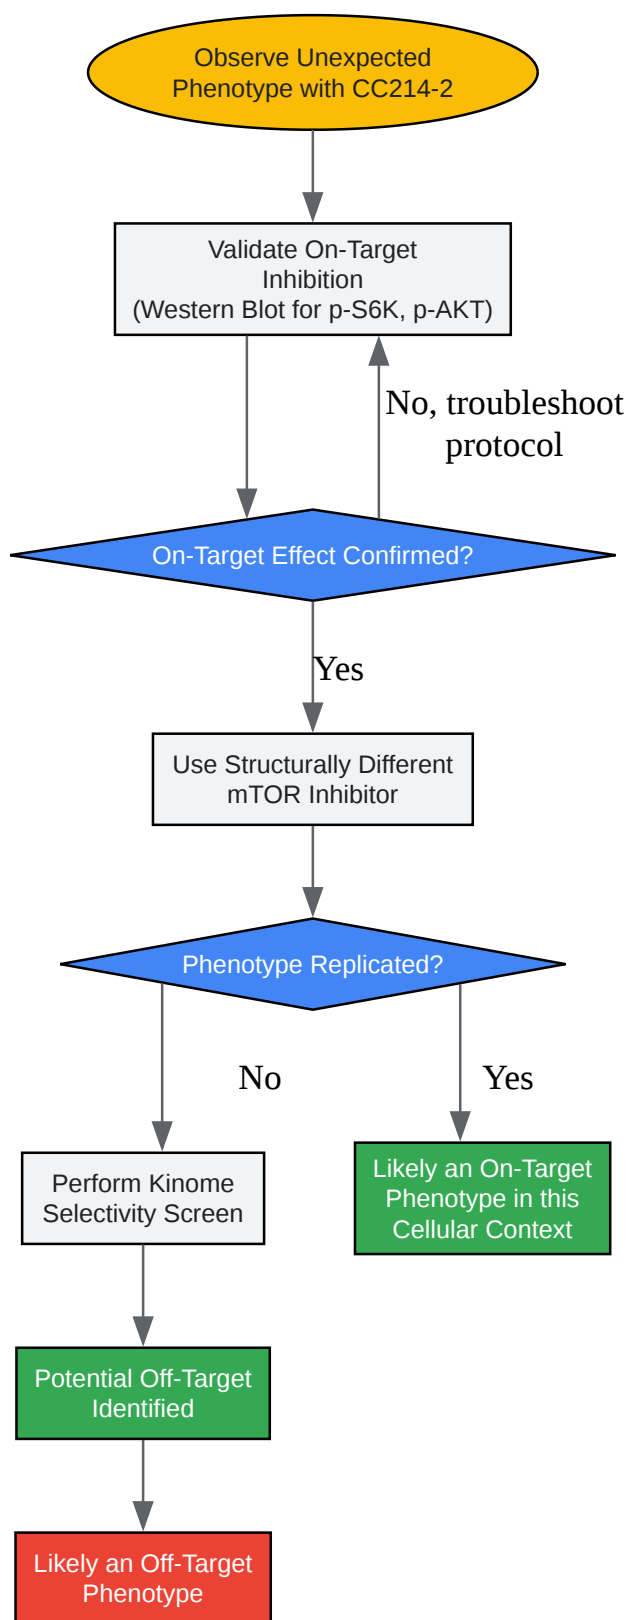 Observe Unexpected
Phenotype with CC214-2
Validate On-Target
Inhibition
(Western Blot for p-S6K, p-AKT)
No, troubleshoot
protocol
On-Target Effect Confirmed?
Yes
Use Structurally Different
mTOR Inhibitor
Phenotype Replicated?
No
Yes
Perform Kinome
Selectivity Screen
Likely an On-Target
Phenotype in this
Cellular Context
Potential Off-Target
Identified
Likely an Off-Target
Phenotype